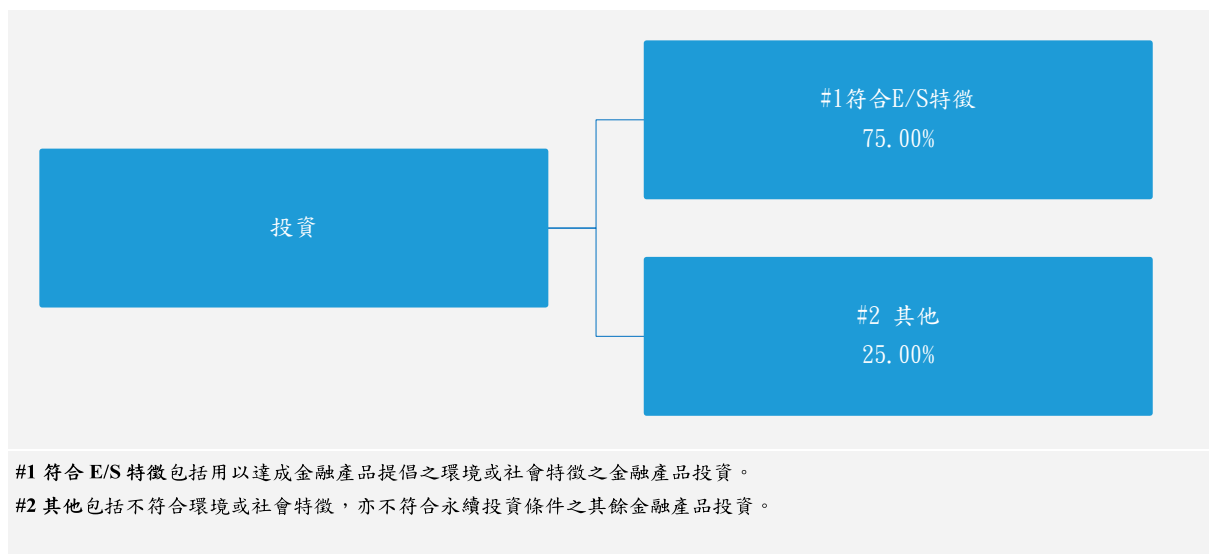 投資
#1符合E/S特徵
75.00%
#2 其他
25.00%
#1 符合 E/S 特徵包括用以達成金融產品提倡之環境或社會特徵之金融產品投資。
#2 其他包括不符合環境或社會特徵，亦不符合永續投資條件之其餘金融產品投資。